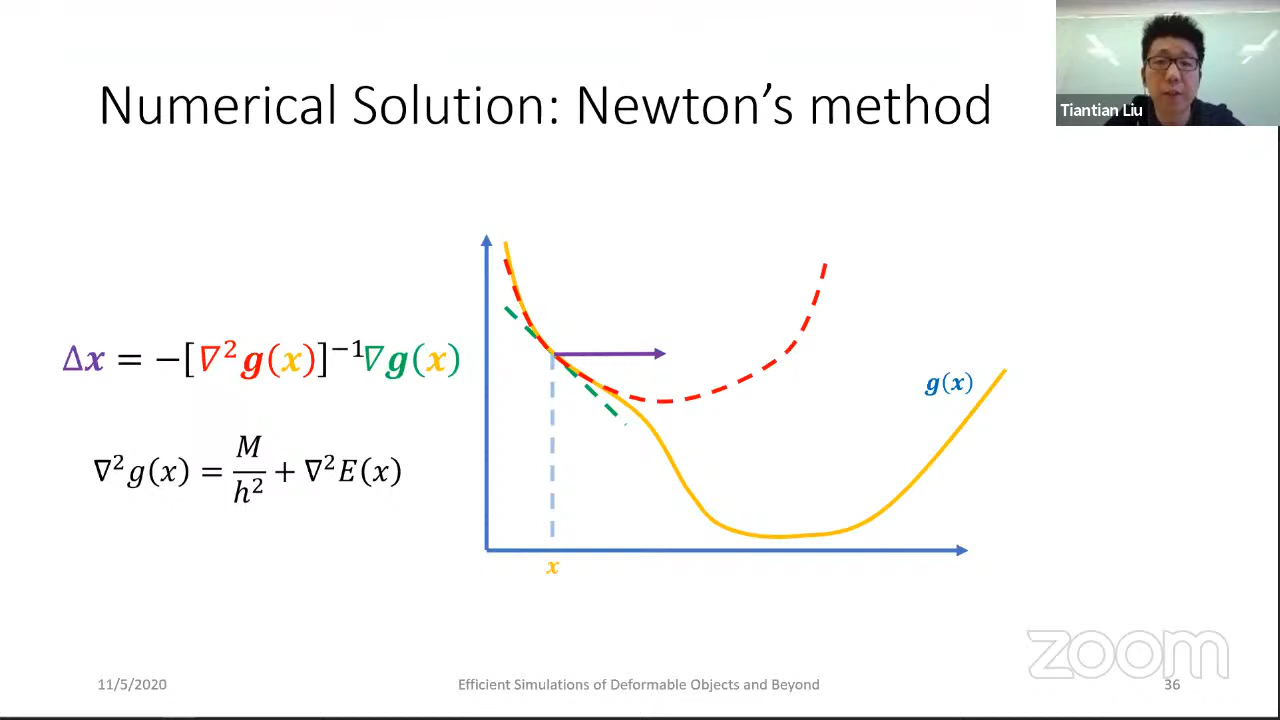 Numerical Solution: Newton’s method
Tiantian Liu
Δx = −[∇²g(x)]⁻¹∇g(x)
∇²g(x) = M/h² + ∇²E(x)
g(x)
x
zoom
11/5/2020
Efficient Simulations of Deformable Objects and Beyond
36